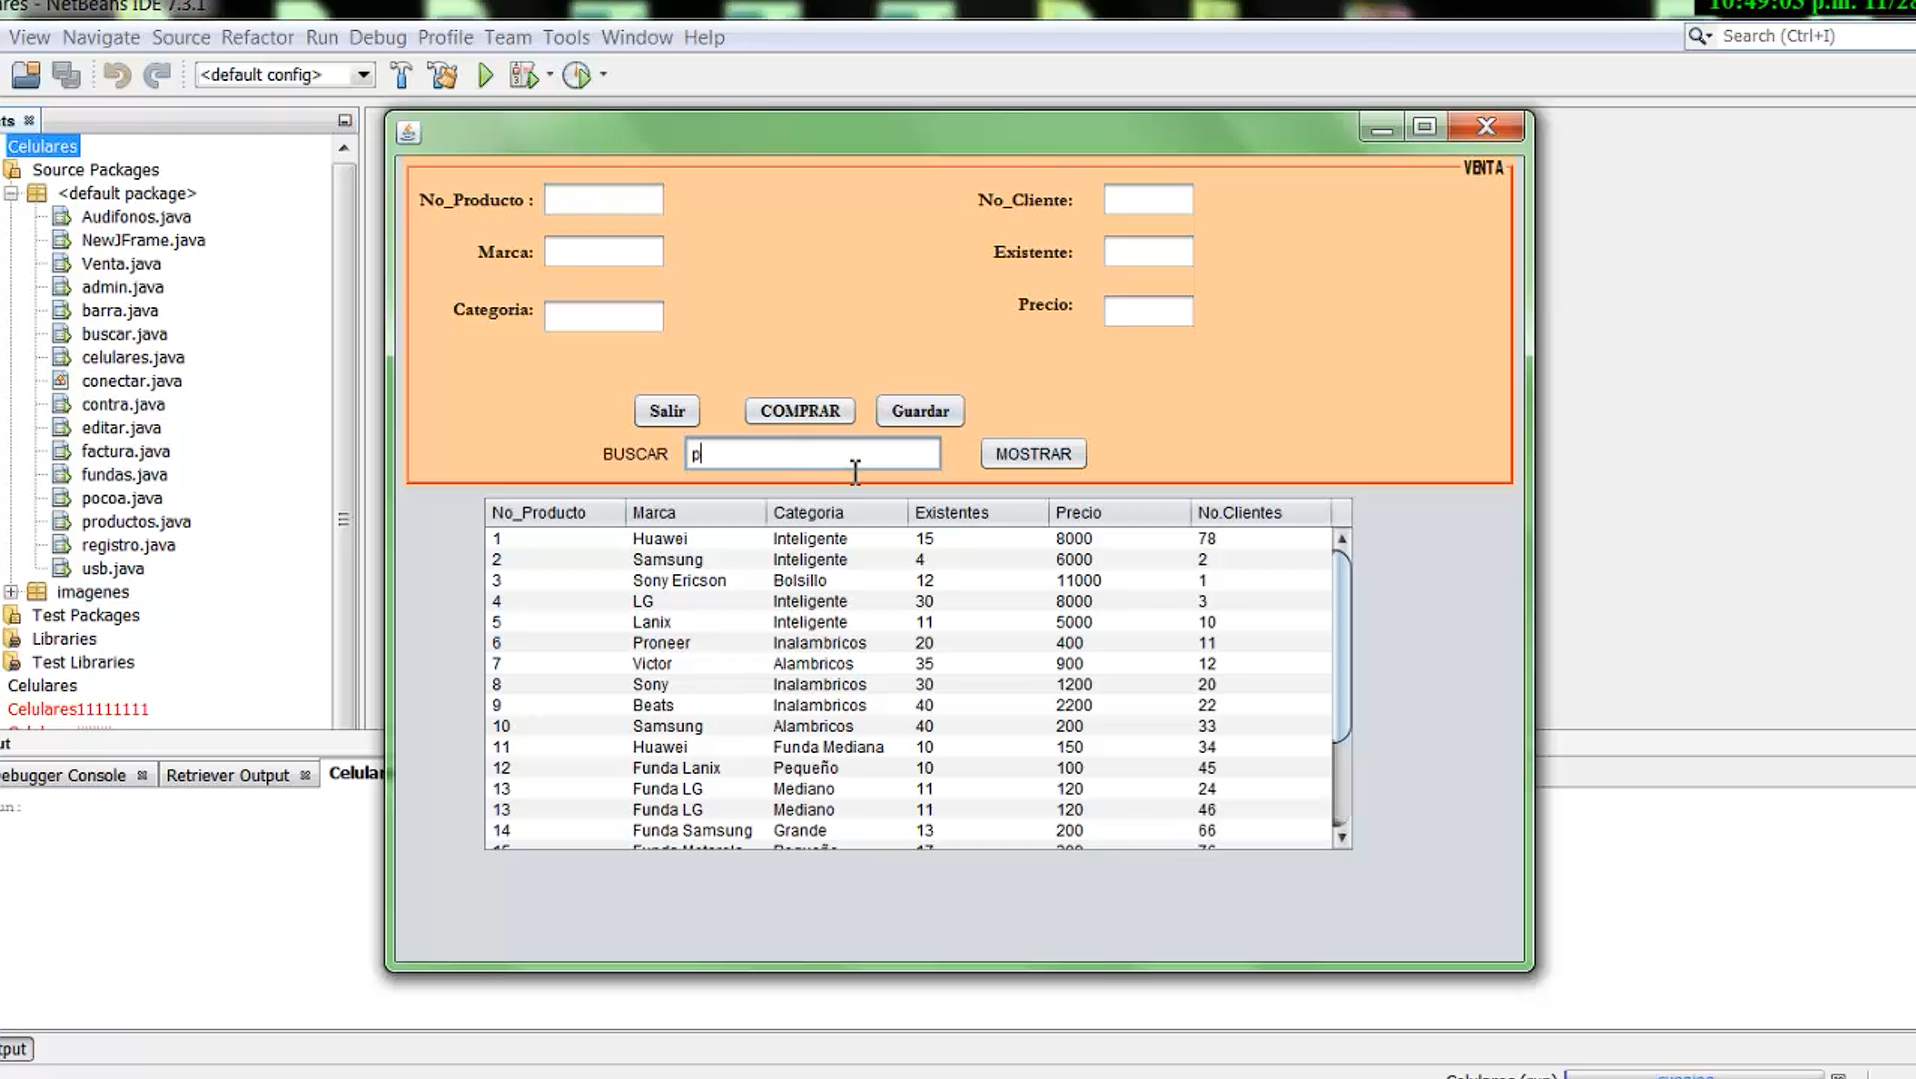 ares - NetBeans IDE 7.3.1
10:49:03 p.m. 11/28
View Navigate Source Refactor Run Debug Profile Team Tools Window Help
Search (Ctrl+I)
<default config>
Celulares
Source Packages
<default package>
Audifonos.java
NewJFrame.java
Venta.java
admin.java
barra.java
buscar.java
celulares.java
conectar.java
contra.java
editar.java
factura.java
fundas.java
pocoa.java
productos.java
registro.java
usb.java
imagenes
Test Packages
Libraries
Test Libraries
Celulares
Celulares11111111
VENTA
No_Producto :
No_Cliente:
Marca:
Existente:
Categoria:
Precio:
Salir COMPRAR Guardar
BUSCAR p MOSTRAR
No_Producto Marca Categoria Existentes Precio No.Clientes
1 Huawei Inteligente 15 8000 78
2 Samsung Inteligente 4 6000 2
3 Sony Ericson Bolsillo 12 11000 1
4 LG Inteligente 30 8000 3
5 Lanix Inteligente 11 5000 10
6 Proneer Inalambricos 20 400 11
7 Victor Alambricos 35 900 12
8 Sony Inalambricos 30 1200 20
9 Beats Inalambricos 40 2200 22
10 Samsung Alambricos 40 200 33
11 Huawei Funda Mediana 10 150 34
12 Funda Lanix Pequeño 10 100 45
13 Funda LG Mediano 11 120 24
13 Funda LG Mediano 11 120 46
14 Funda Samsung Grande 13 200 66
ebugger Console Retriever Output Celular
un:
tput